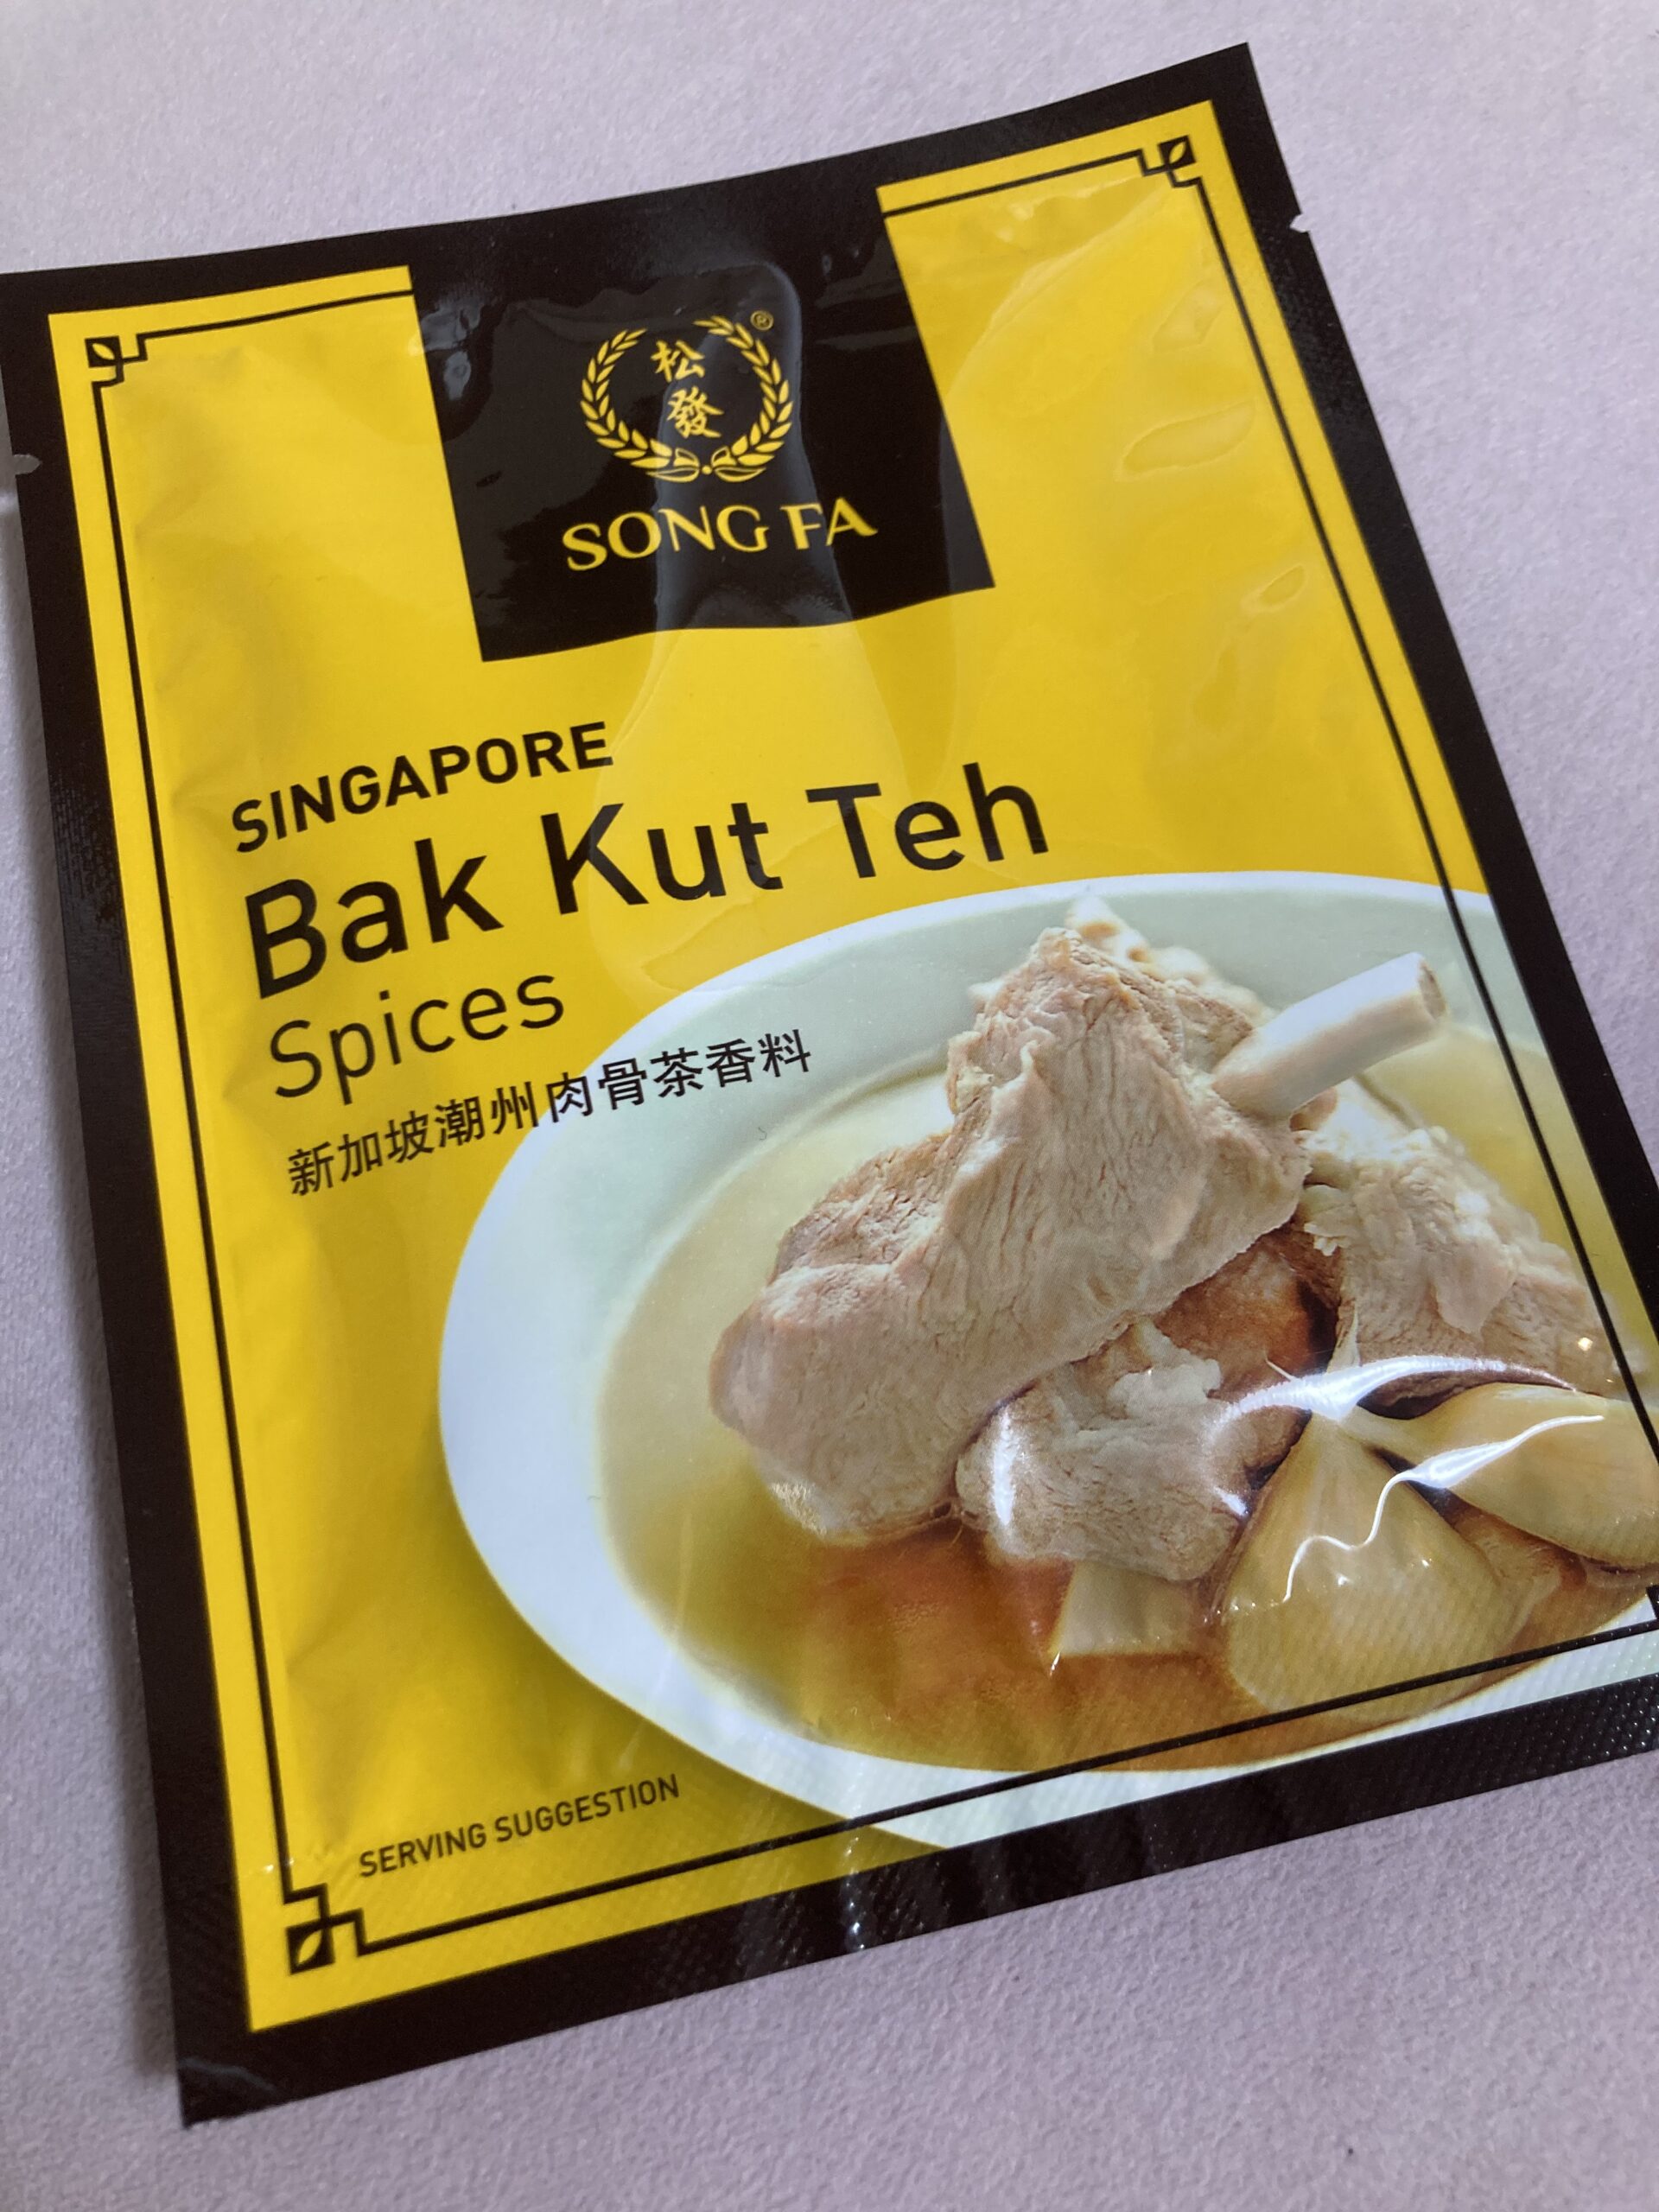 松
發
®
SONG FA
SINGAPORE
Bak Kut Teh
Spices
新加坡潮州肉骨茶香料
SERVING SUGGESTION